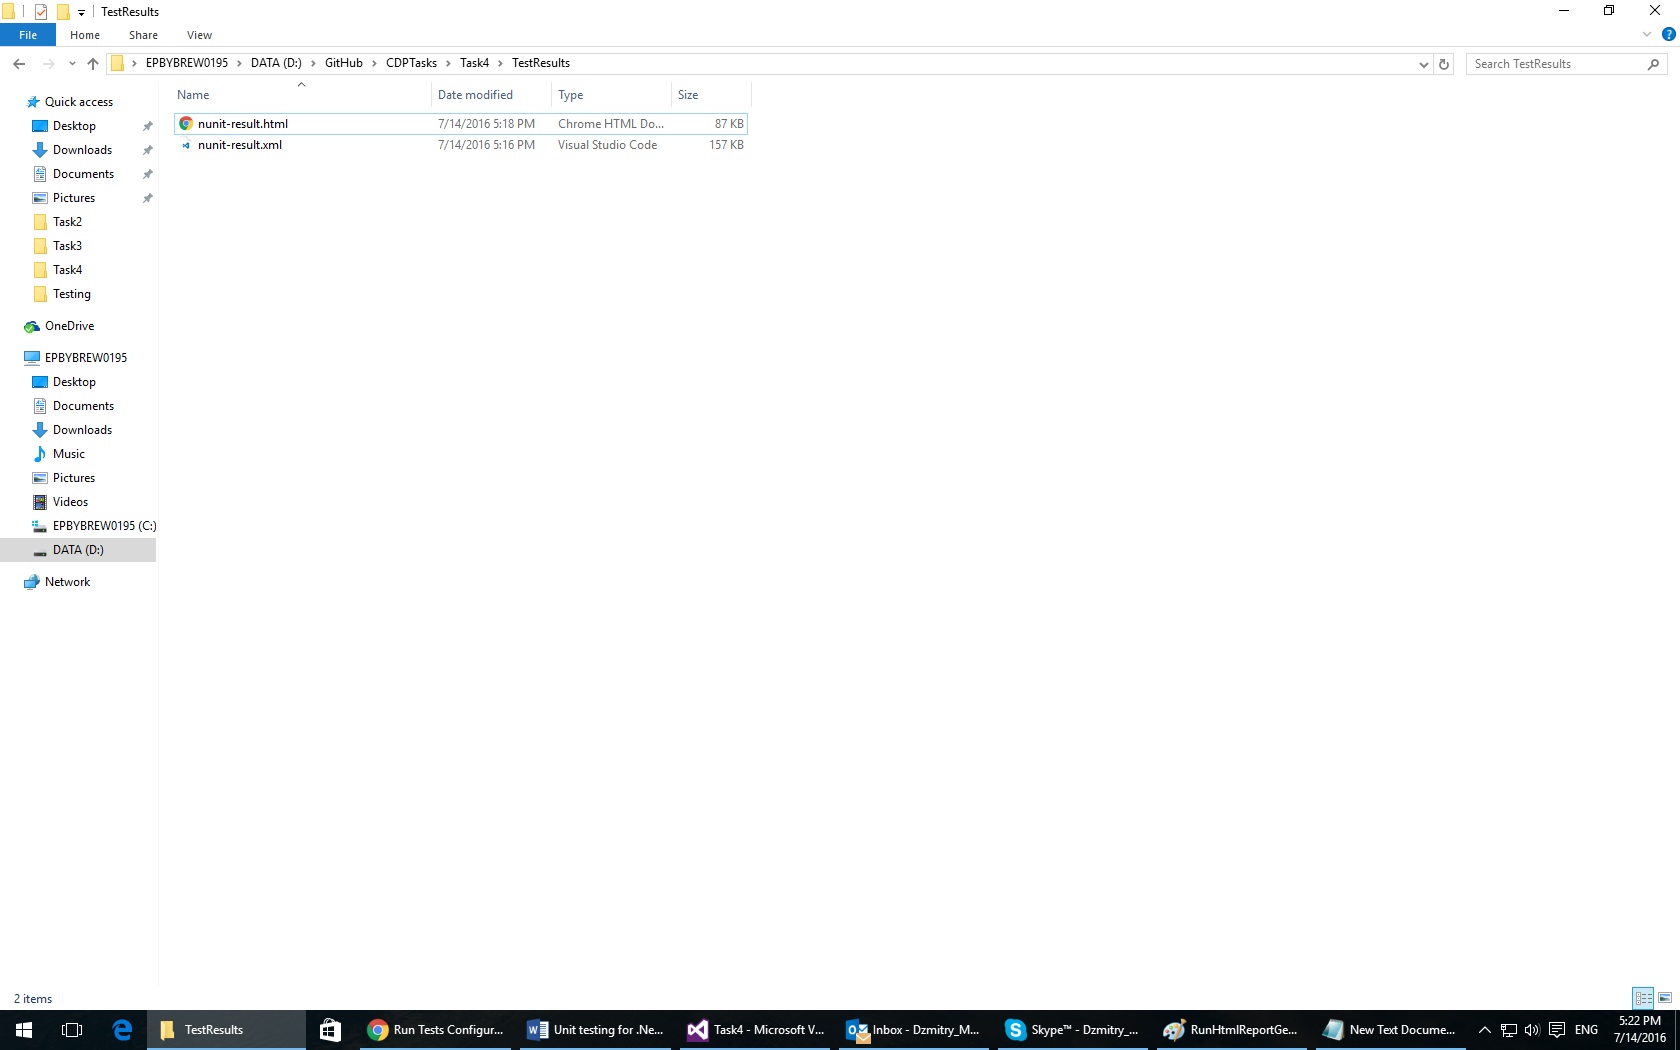 TestResults
File Home Share View
EPBYBREW0195 DATA (D:) GitHub CDPTasks Task4 TestResults
Search TestResults
Name Date modified Type Size
nunit-result.html 7/14/2016 5:18 PM Chrome HTML Do... 87 KB
nunit-result.xml 7/14/2016 5:16 PM Visual Studio Code 157 KB
Quick access
Desktop
Downloads
Documents
Pictures
Task2
Task3
Task4
Testing
OneDrive
EPBYBREW0195
Desktop
Documents
Downloads
Music
Pictures
Videos
EPBYBREW0195 (C:)
DATA (D:)
Network
2 items
TestResults Run Tests Configur... Unit testing for .Ne... Task4 - Microsoft V... Inbox - Dzmitry_M... Skype™ - Dzmitry_... RunHtmlReportGe... New Text Docume... ENG
5:22 PM
7/14/2016